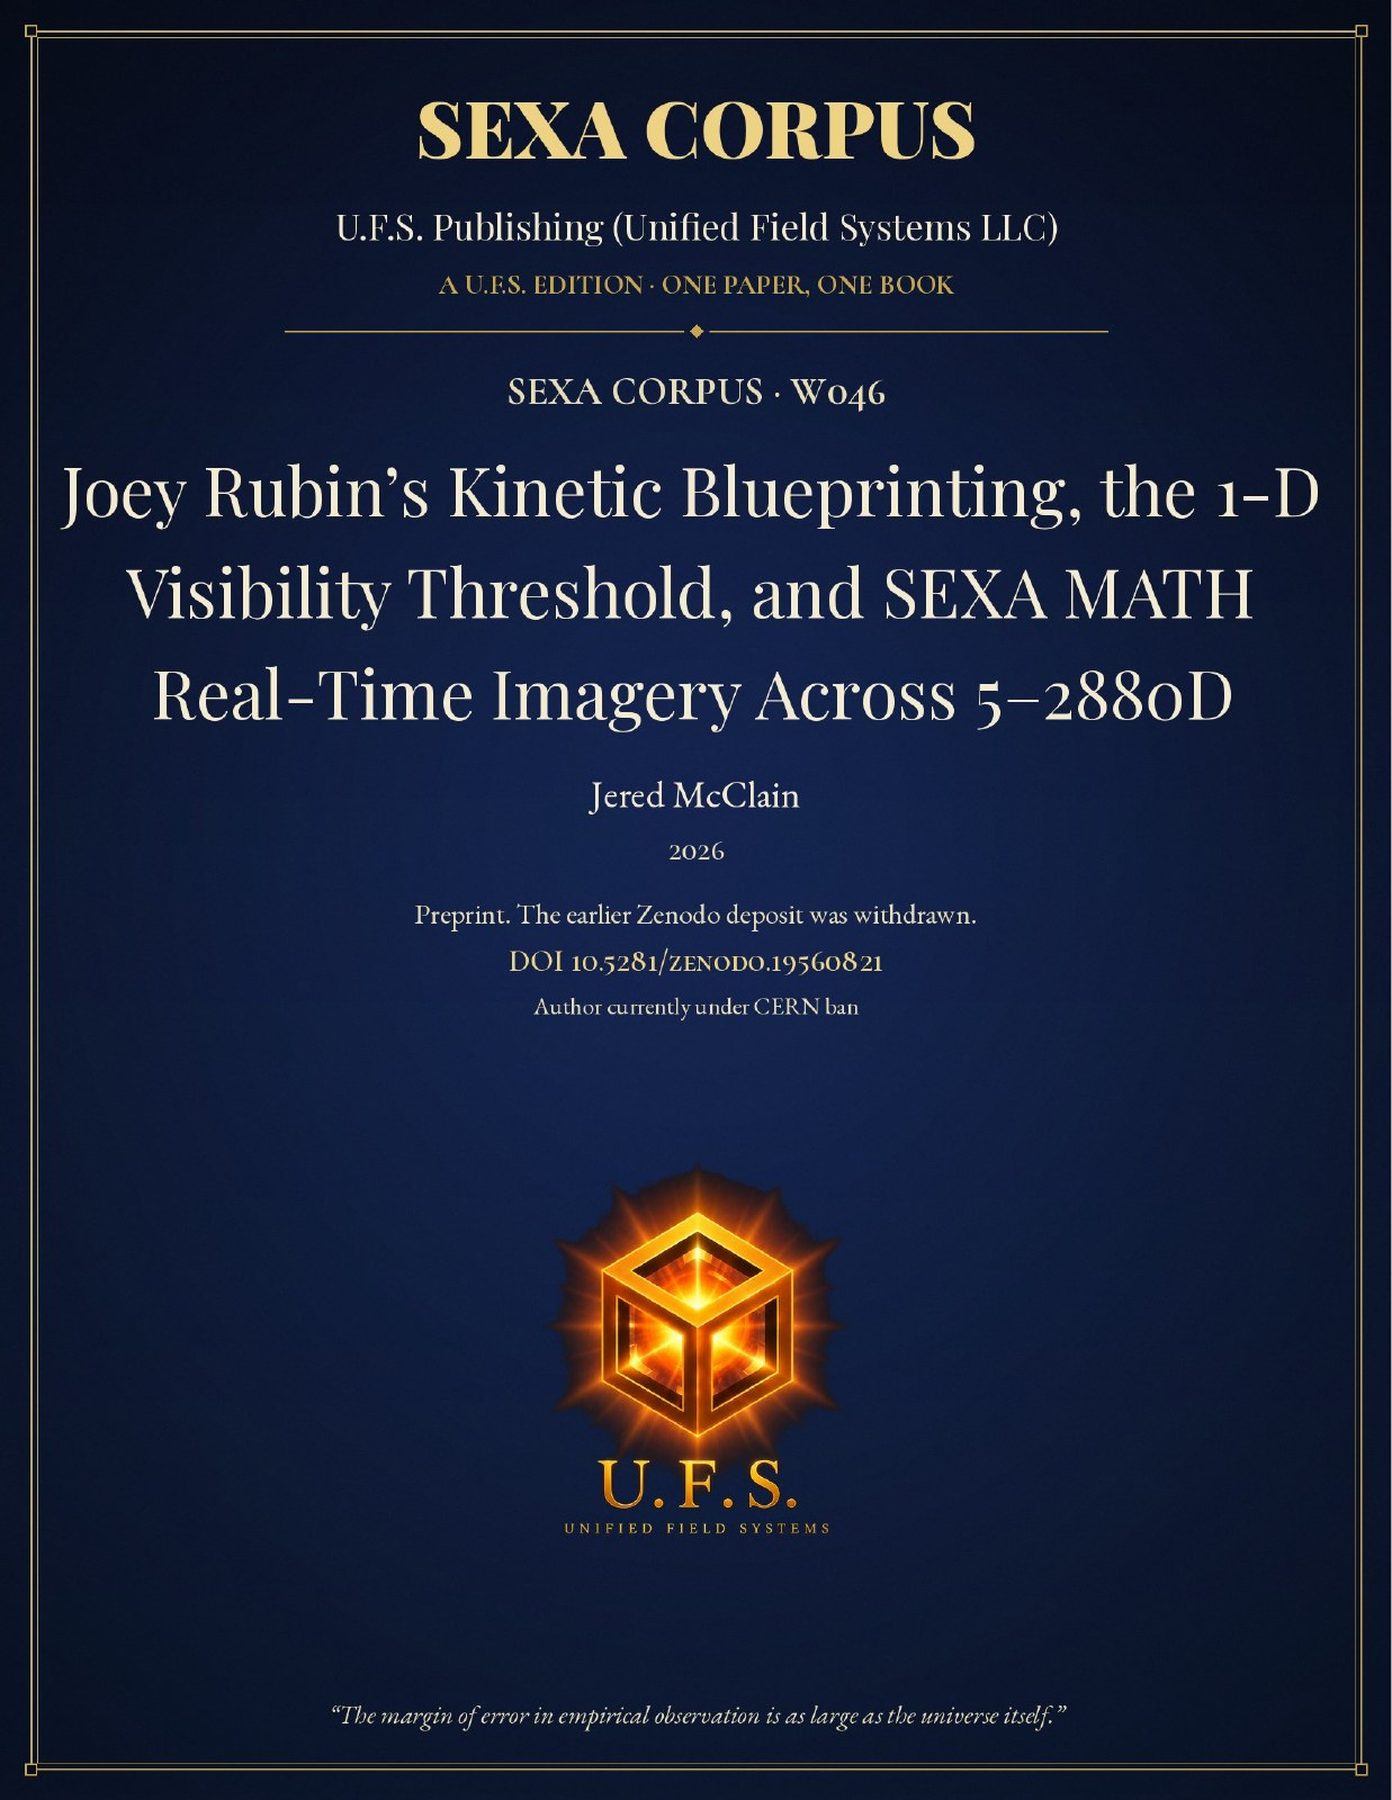 SEXA CORPUS
U.F.S. Publishing (Unified Field Systems LLC)
A U.F.S. EDITION · ONE PAPER, ONE BOOK
SEXA CORPUS · W046
Joey Rubin’s Kinetic Blueprinting, the 1-D
Visibility Threshold, and SEXA MATH
Real-Time Imagery Across 5–2880D
Jered McClain
2026
Preprint. The earlier Zenodo deposit was withdrawn.
DOI 10.5281/ZENODO.19560821
Author currently under CERN ban
U.F.S.
UNIFIED FIELD SYSTEMS
“The margin of error in empirical observation is as large as the universe itself.”